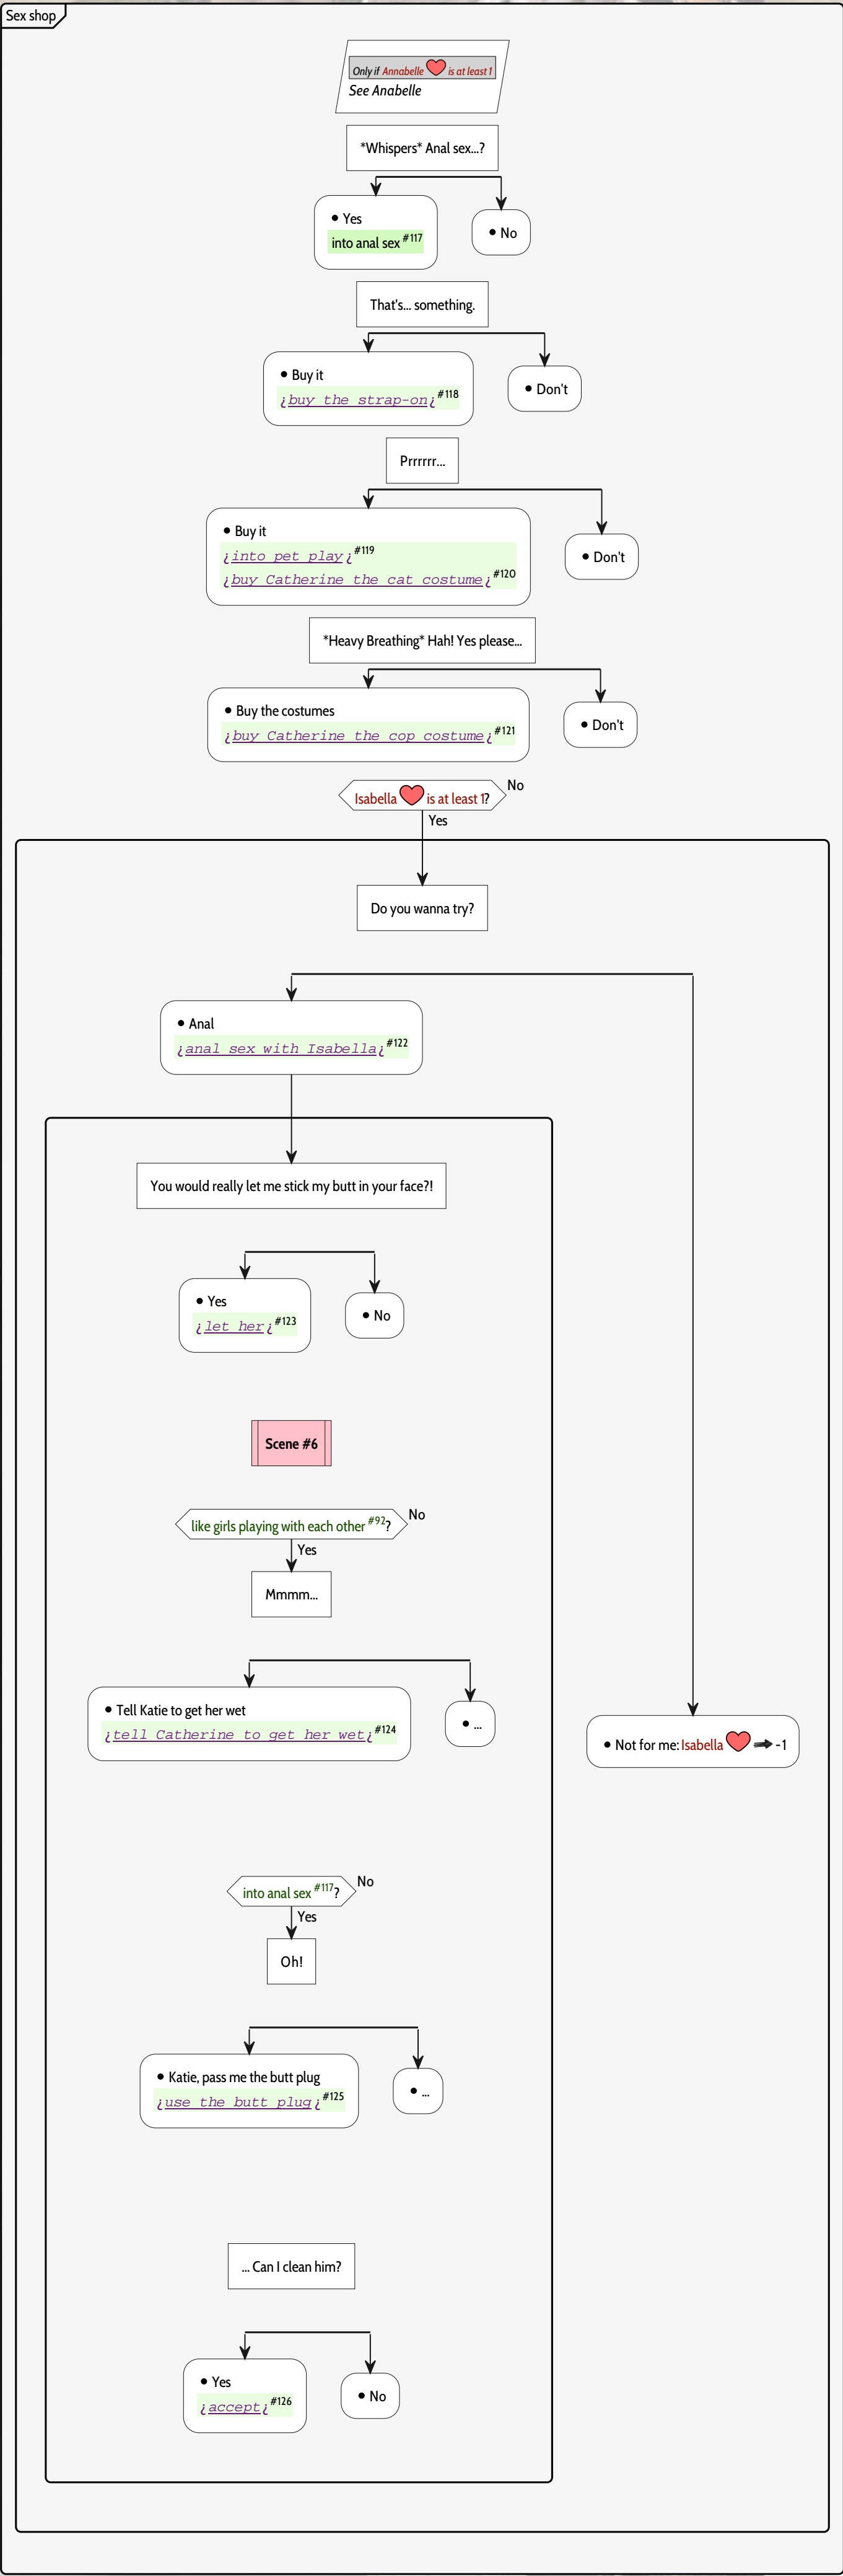 Sex shop
Only if Annabelle is at least 1
See Anabelle
*Whispers* Anal sex...?
• Yes
into anal sex #117
• No
That's... something.
• Buy it
¿buy the strap-on¿ #118
• Don't
Prrrrrr...
• Buy it
¿into pet play¿ #119
¿buy Catherine the cat costume¿ #120
• Don't
*Heavy Breathing* Hah! Yes please...
• Buy the costumes
¿buy Catherine the cop costume¿ #121
• Don't
Isabella is at least 1?
No
Yes
Do you wanna try?
• Anal
¿anal sex with Isabella¿ #122
You would really let me stick my butt in your face?!
• Yes
¿let her¿ #123
• No
Scene #6
like girls playing with each other #92?
No
Yes
Mmmm...
• Tell Katie to get her wet
¿tell Catherine to get her wet¿ #124
• ...
• Not for me: Isabella -1
into anal sex #117?
No
Yes
Oh!
• Katie, pass me the butt plug
¿use the butt plug¿ #125
• ...
... Can I clean him?
• Yes
¿accept¿ #126
• No